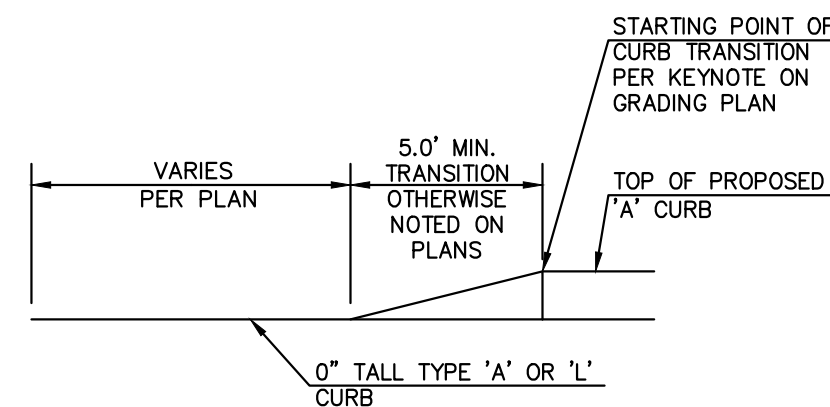 STARTING POINT OF
CURB TRANSITION
PER KEYNOTE ON
GRADING PLAN
VARIES
PER PLAN
5.0' MIN.
TRANSITION
OTHERWISE
NOTED ON
PLANS
TOP OF PROPOSED
'A' CURB
0" TALL TYPE 'A' OR 'L'
CURB